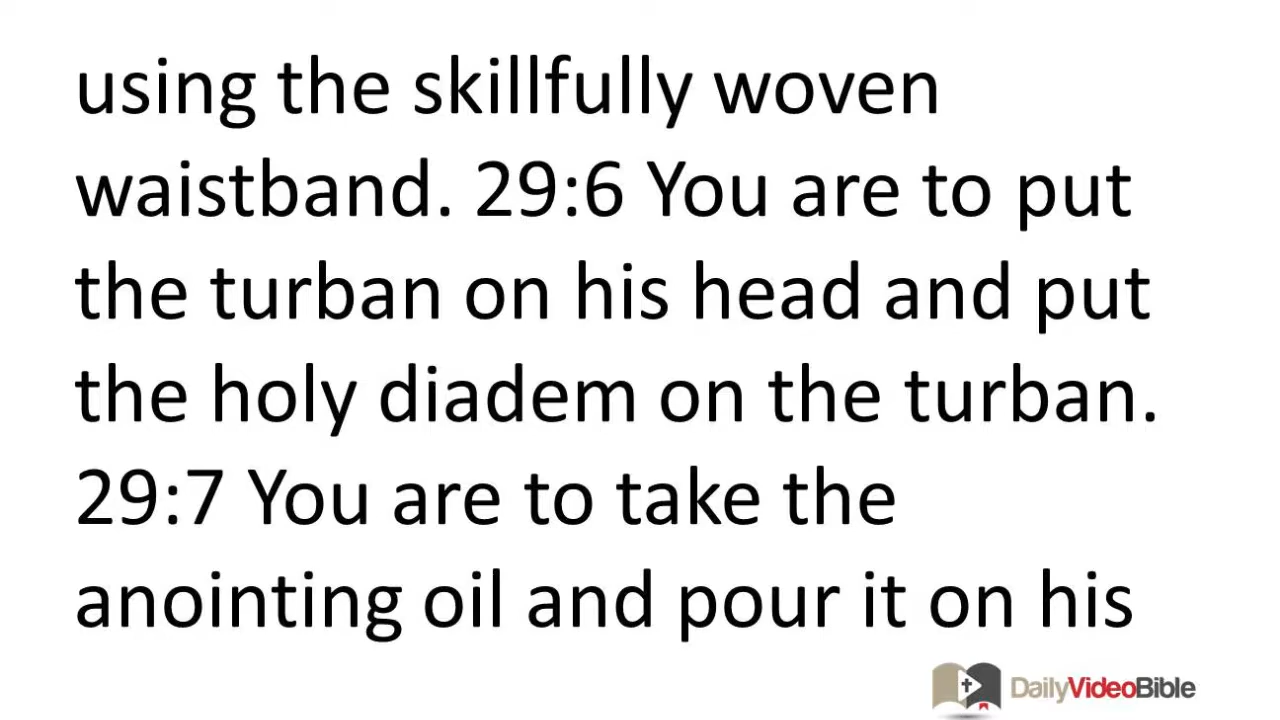 using the skillfully woven
waistband. 29:6 You are to put
the turban on his head and put
the holy diadem on the turban.
29:7 You are to take the
anointing oil and pour it on his
DailyVideoBible